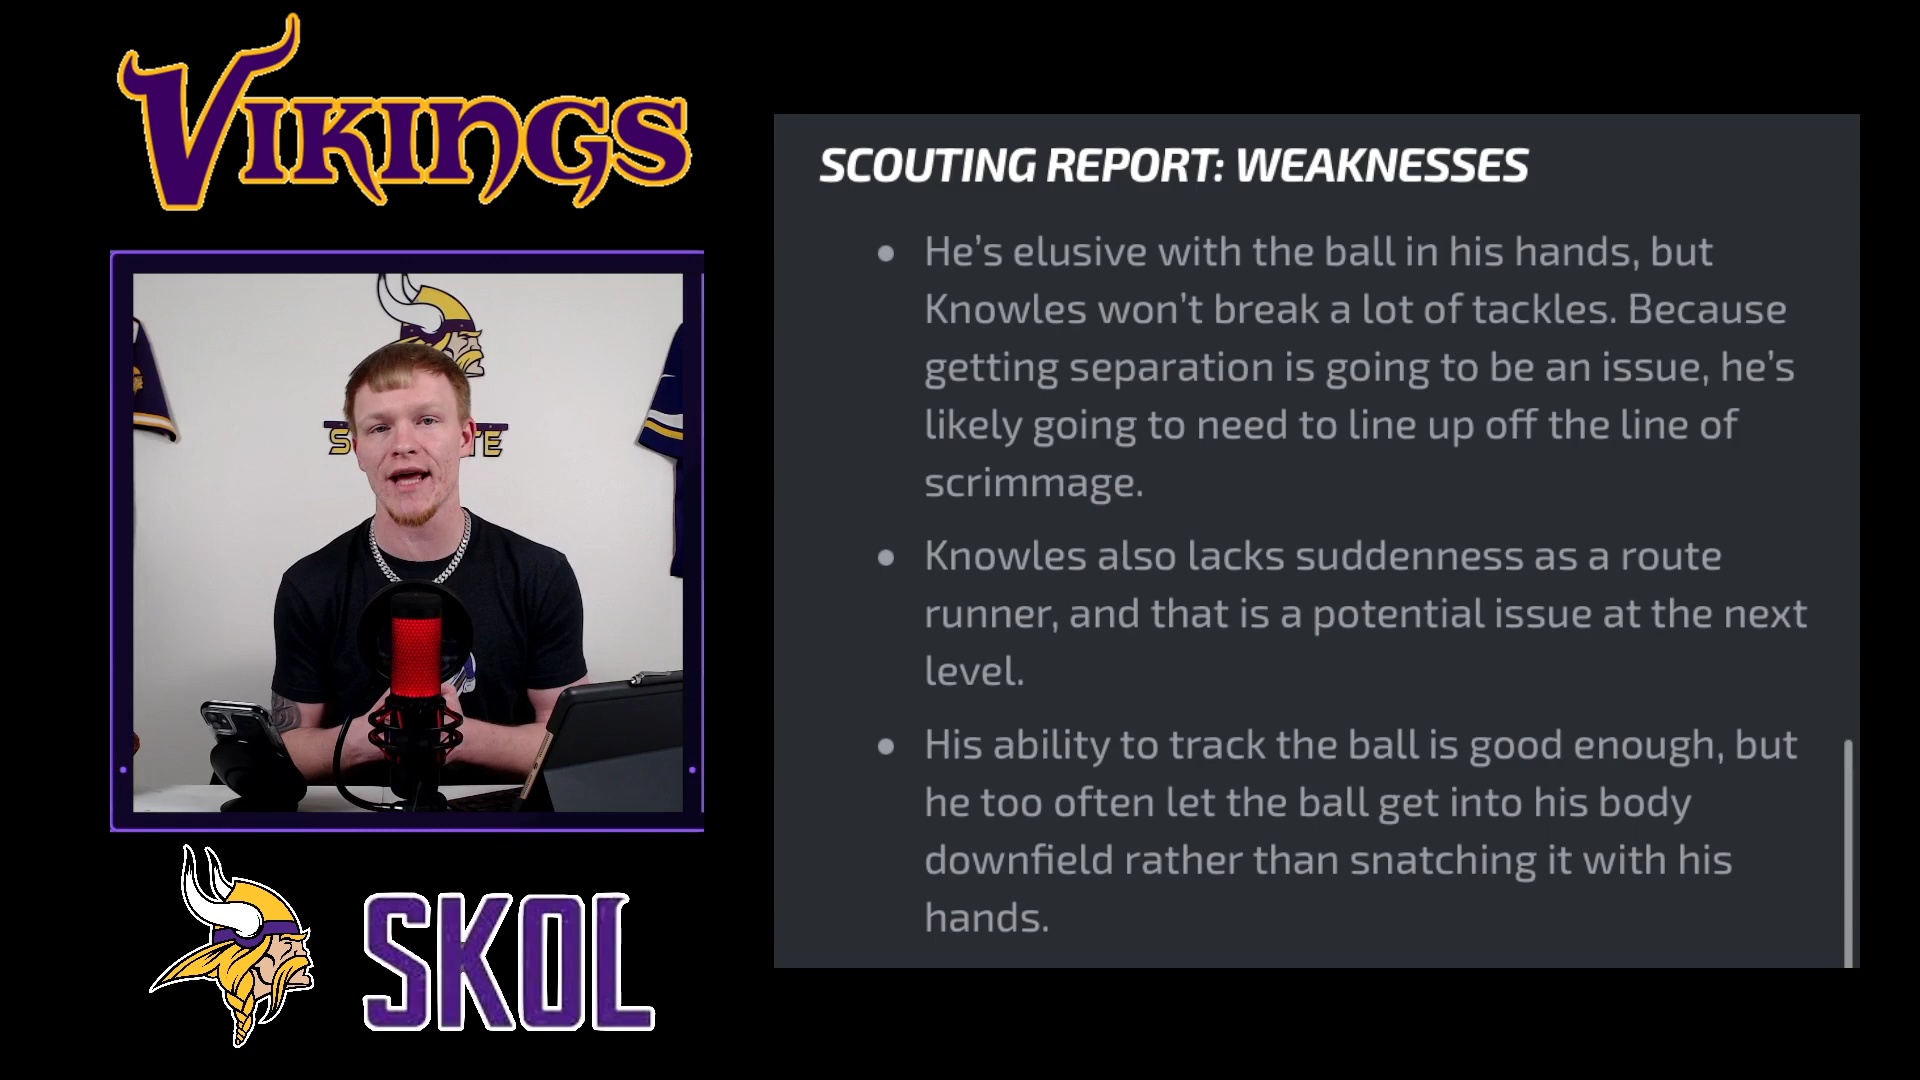 VIKINGS
SCOUTING REPORT: WEAKNESSES
• He’s elusive with the ball in his hands, but
Knowles won’t break a lot of tackles. Because
getting separation is going to be an issue, he’s
likely going to need to line up off the line of
scrimmage.
• Knowles also lacks suddenness as a route
runner, and that is a potential issue at the next
level.
• His ability to track the ball is good enough, but
he too often let the ball get into his body
downfield rather than snatching it with his
hands.
SKOL